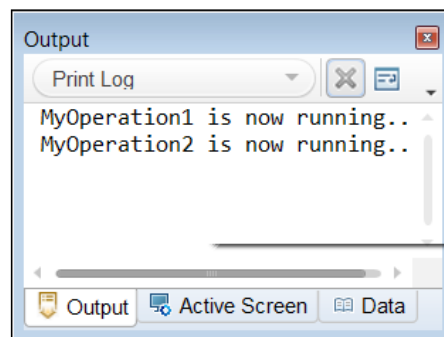 Output
Print Log
MyOperation1 is now running..
MyOperation2 is now running..
Output Active Screen Data